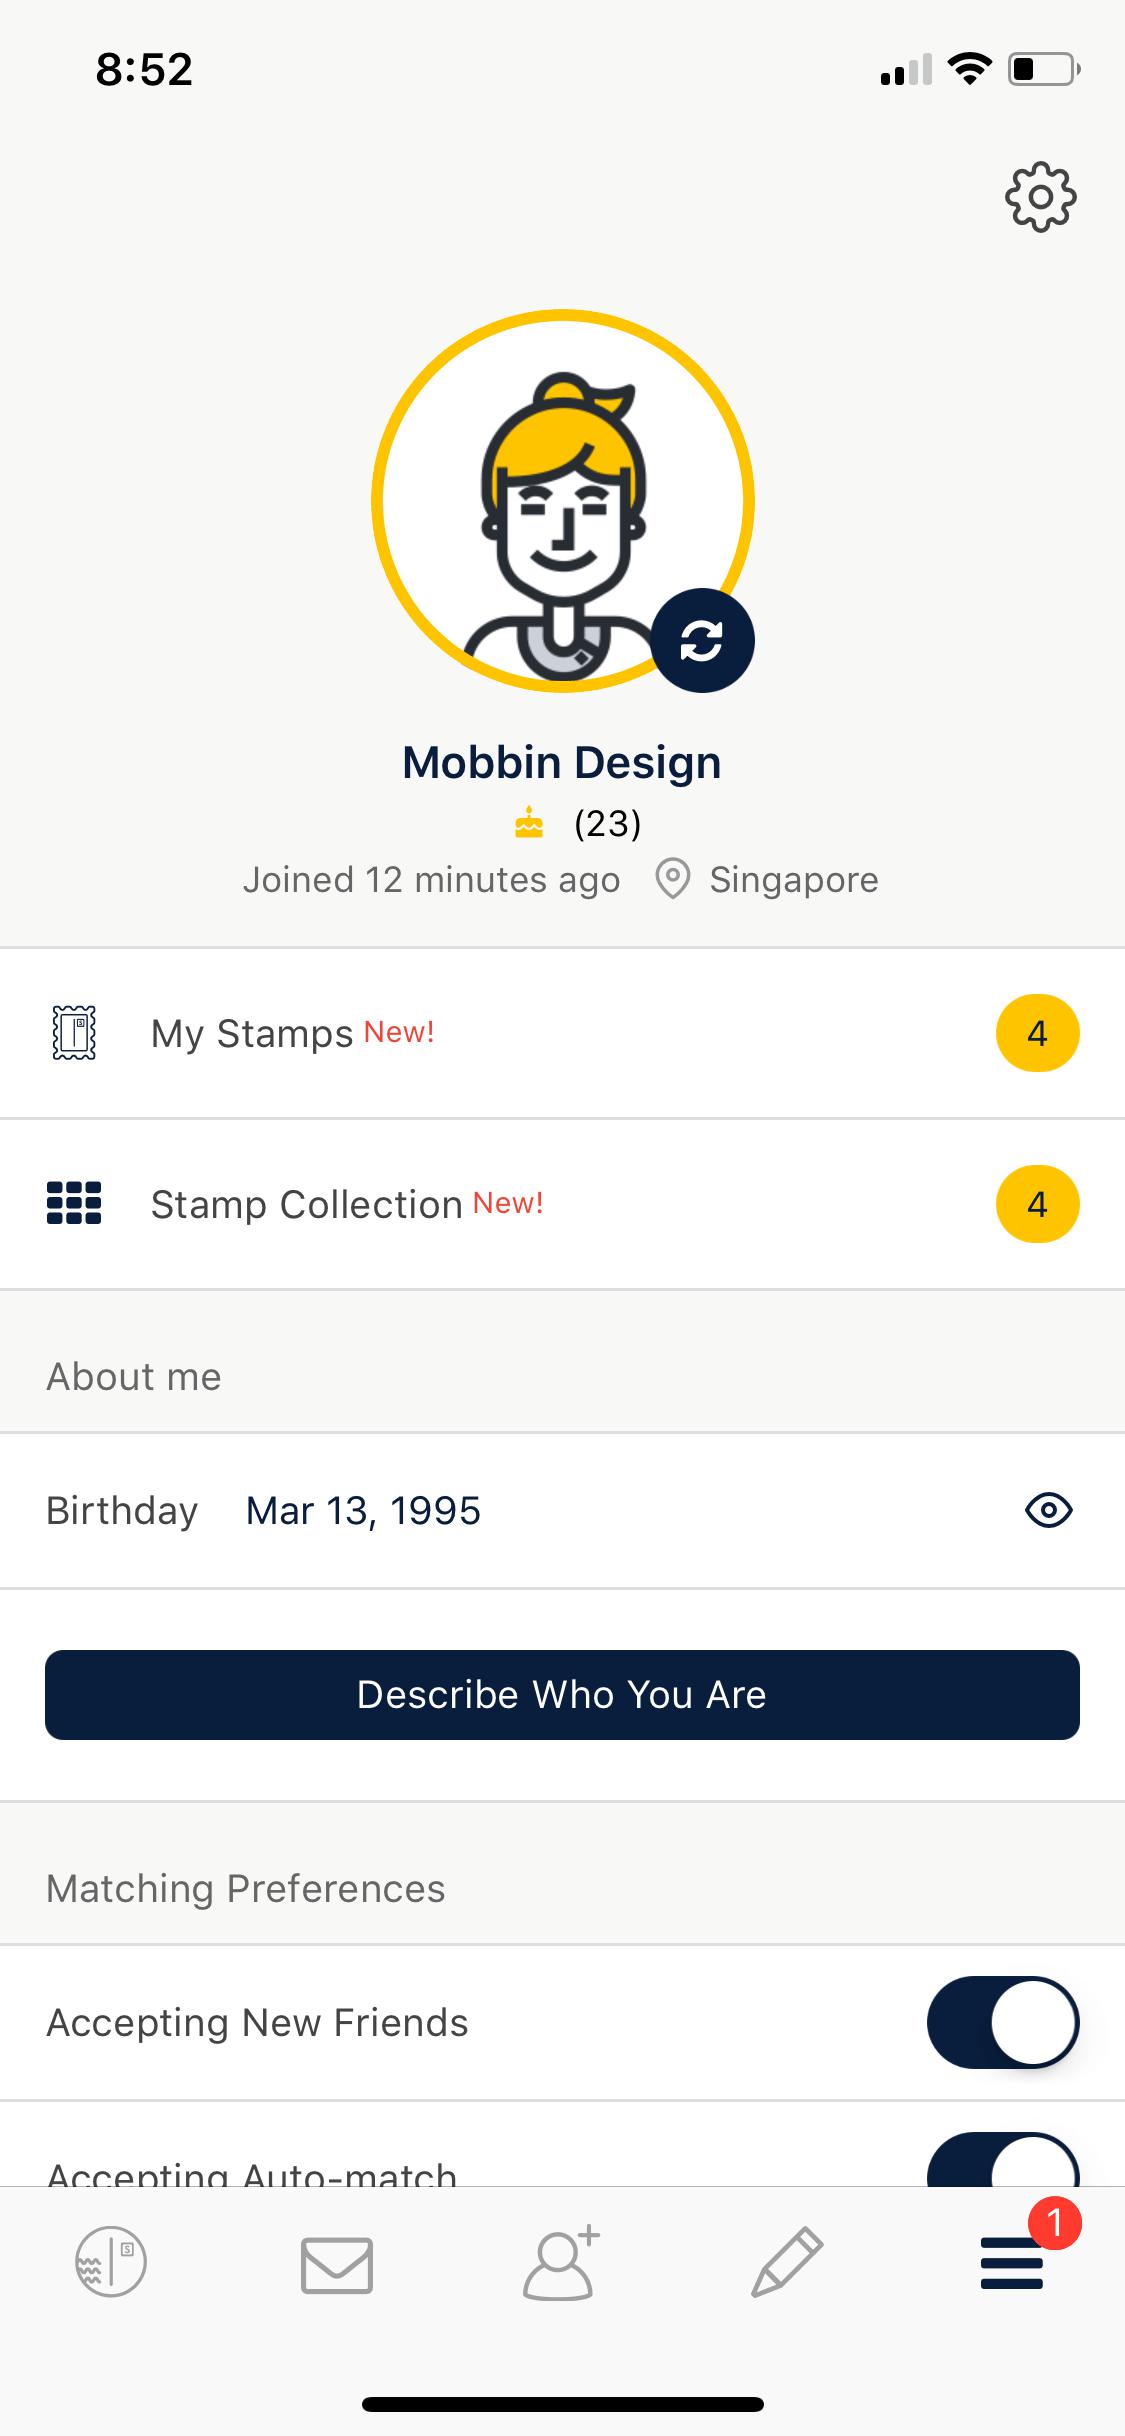 8:52
Mobbin Design
(23)
Joined 12 minutes ago Singapore
My Stamps New! 4
Stamp Collection New! 4
About me
Birthday Mar 13, 1995
Describe Who You Are
Matching Preferences
Accepting New Friends
Accepting Auto-match
1